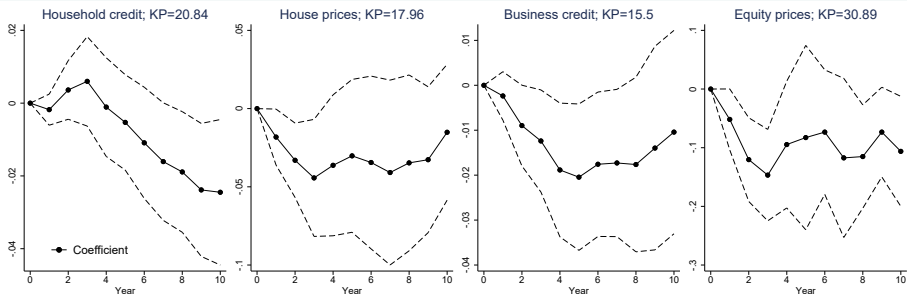 Household credit; KP=20.84
.02
0
-.02
-.04
Coefficient
0 2 4 6 8 10
Year
House prices; KP=17.96
.05
0
-.05
-.1
0 2 4 6 8 10
Year
Business credit; KP=15.5
.01
0
-.01
-.02
-.03
-.04
0 2 4 6 8 10
Year
Equity prices; KP=30.89
.1
0
-.1
-.2
-.3
0 2 4 6 8 10
Year